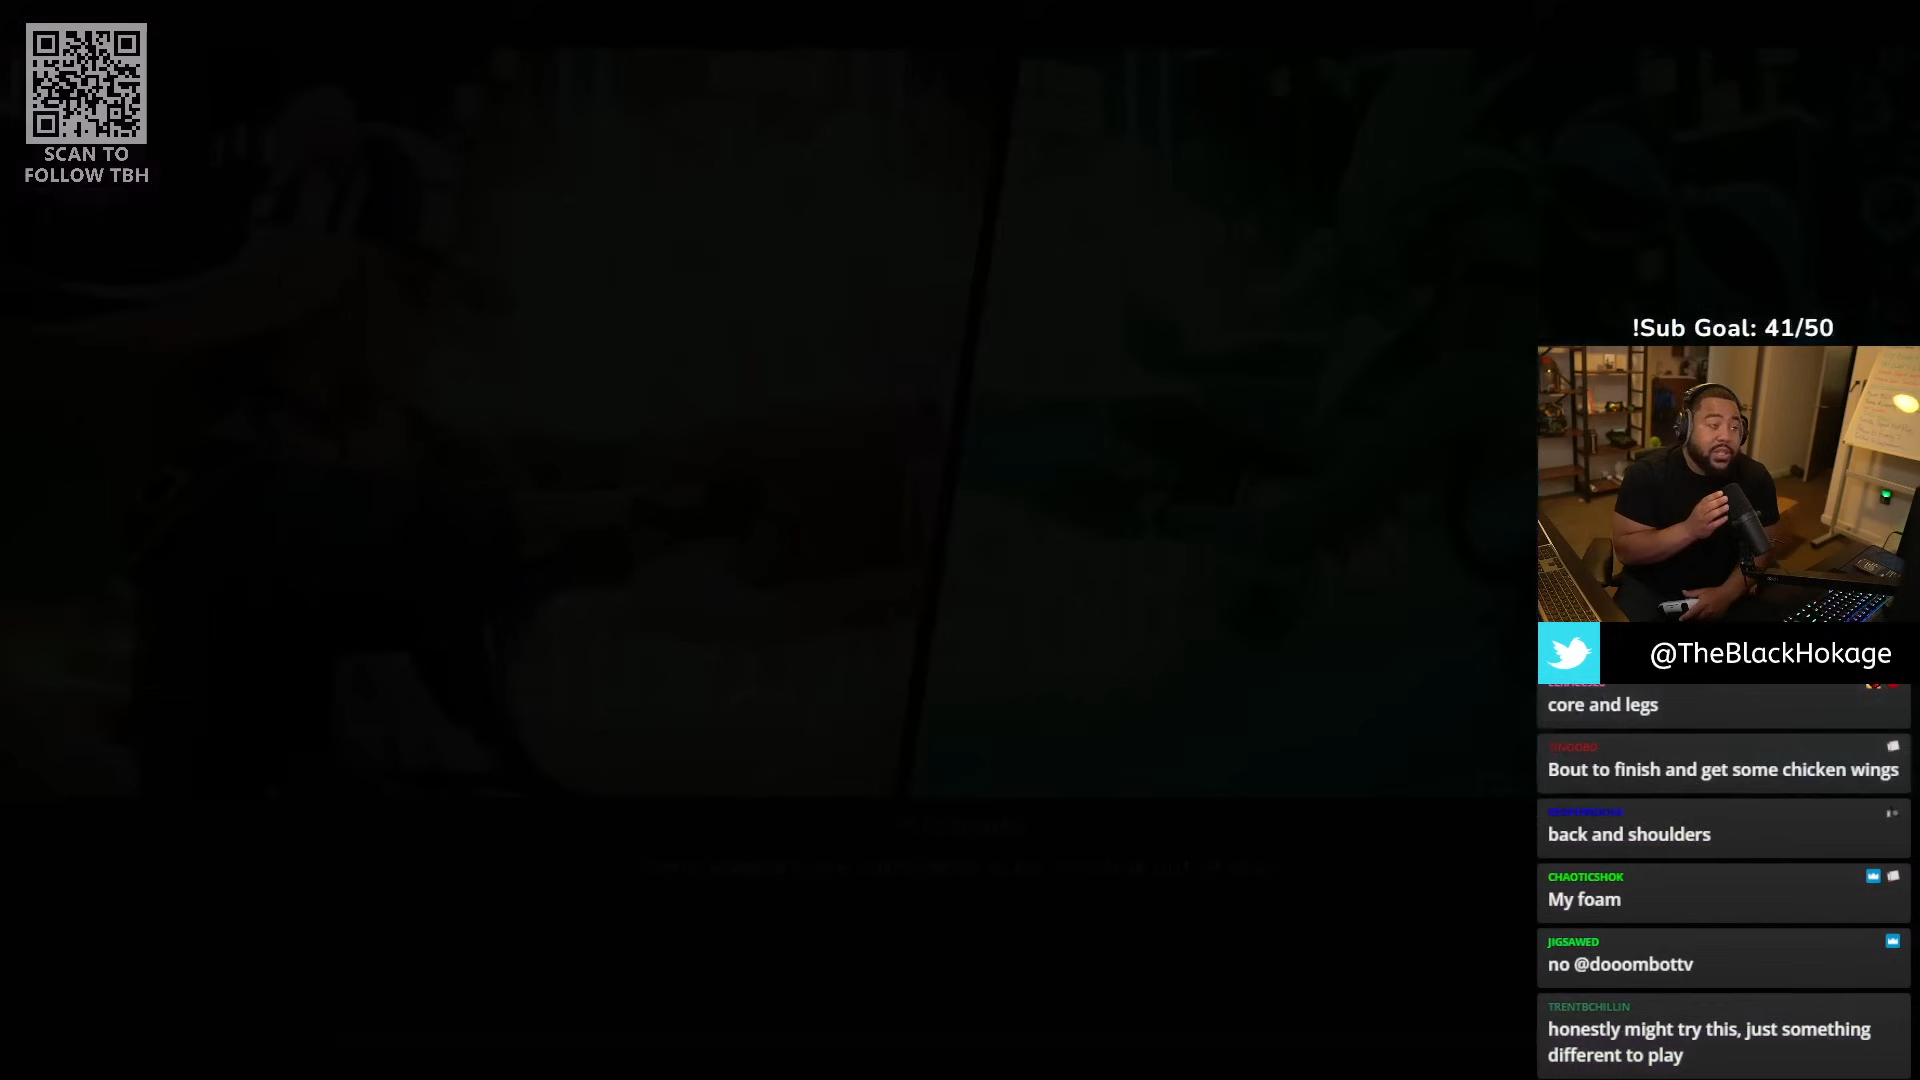 SCAN TO
FOLLOW TBH
!Sub Goal: 41/50
@TheBlackHokage
core and legs
Bout to finish and get some chicken wings
back and shoulders
CHAOTICSHOK
My foam
JIGSAWED
no @dooombottv
TRENTBCHILLIN
honestly might try this, just something
different to play